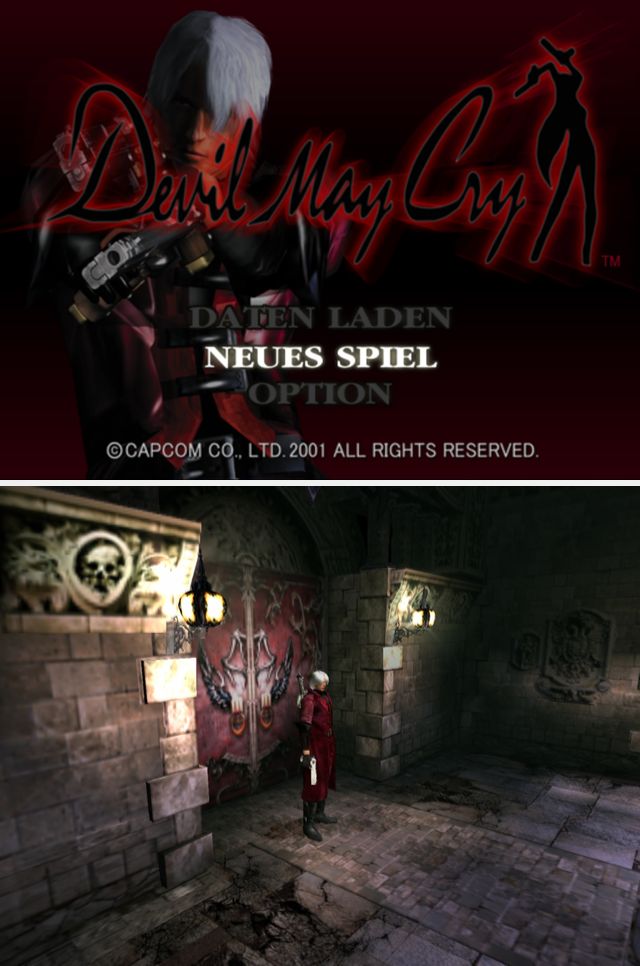 Devil May Cry
TM
DATEN LADEN
NEUES SPIEL
OPTION
©CAPCOM CO., LTD. 2001 ALL RIGHTS RESERVED.